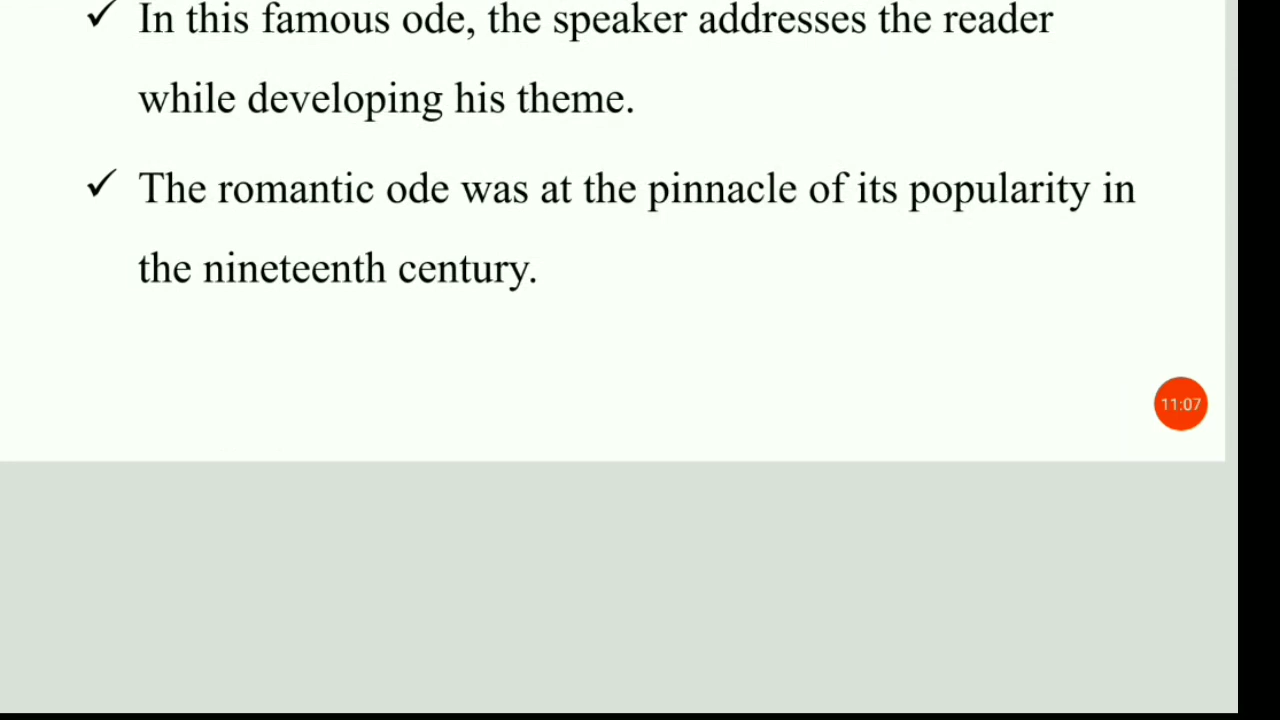 ✓ In this famous ode, the speaker addresses the reader
while developing his theme.
✓ The romantic ode was at the pinnacle of its popularity in
the nineteenth century.
11:07